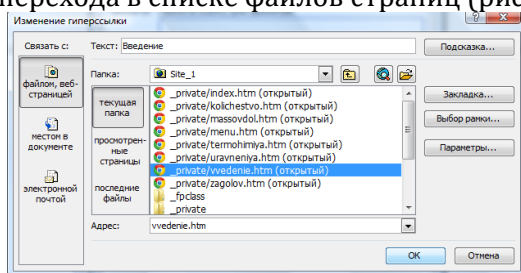 перехода в списке файлов страниц (рис
Изменение гиперссылки
Связать с: Текст: Введение Подсказка...
Папка: Site_1
файлом, веб-страницей
местом в документе
электронной почтой
текущая папка
просмотрен-ные страницы
последние файлы
_private/index.htm (открытый)
_private/kolichestvo.htm (открытый)
_private/massovdol.htm (открытый)
_private/menu.htm (открытый)
_private/termohimiya.htm (открытый)
_private/uravneniya.htm (открытый)
_private/vvedenie.htm (открытый)
_private/zagolov.htm (открытый)
_fpclass
_private
Закладка...
Выбор рамки...
Параметры...
Адрес: vvedenie.htm
OK Отмена